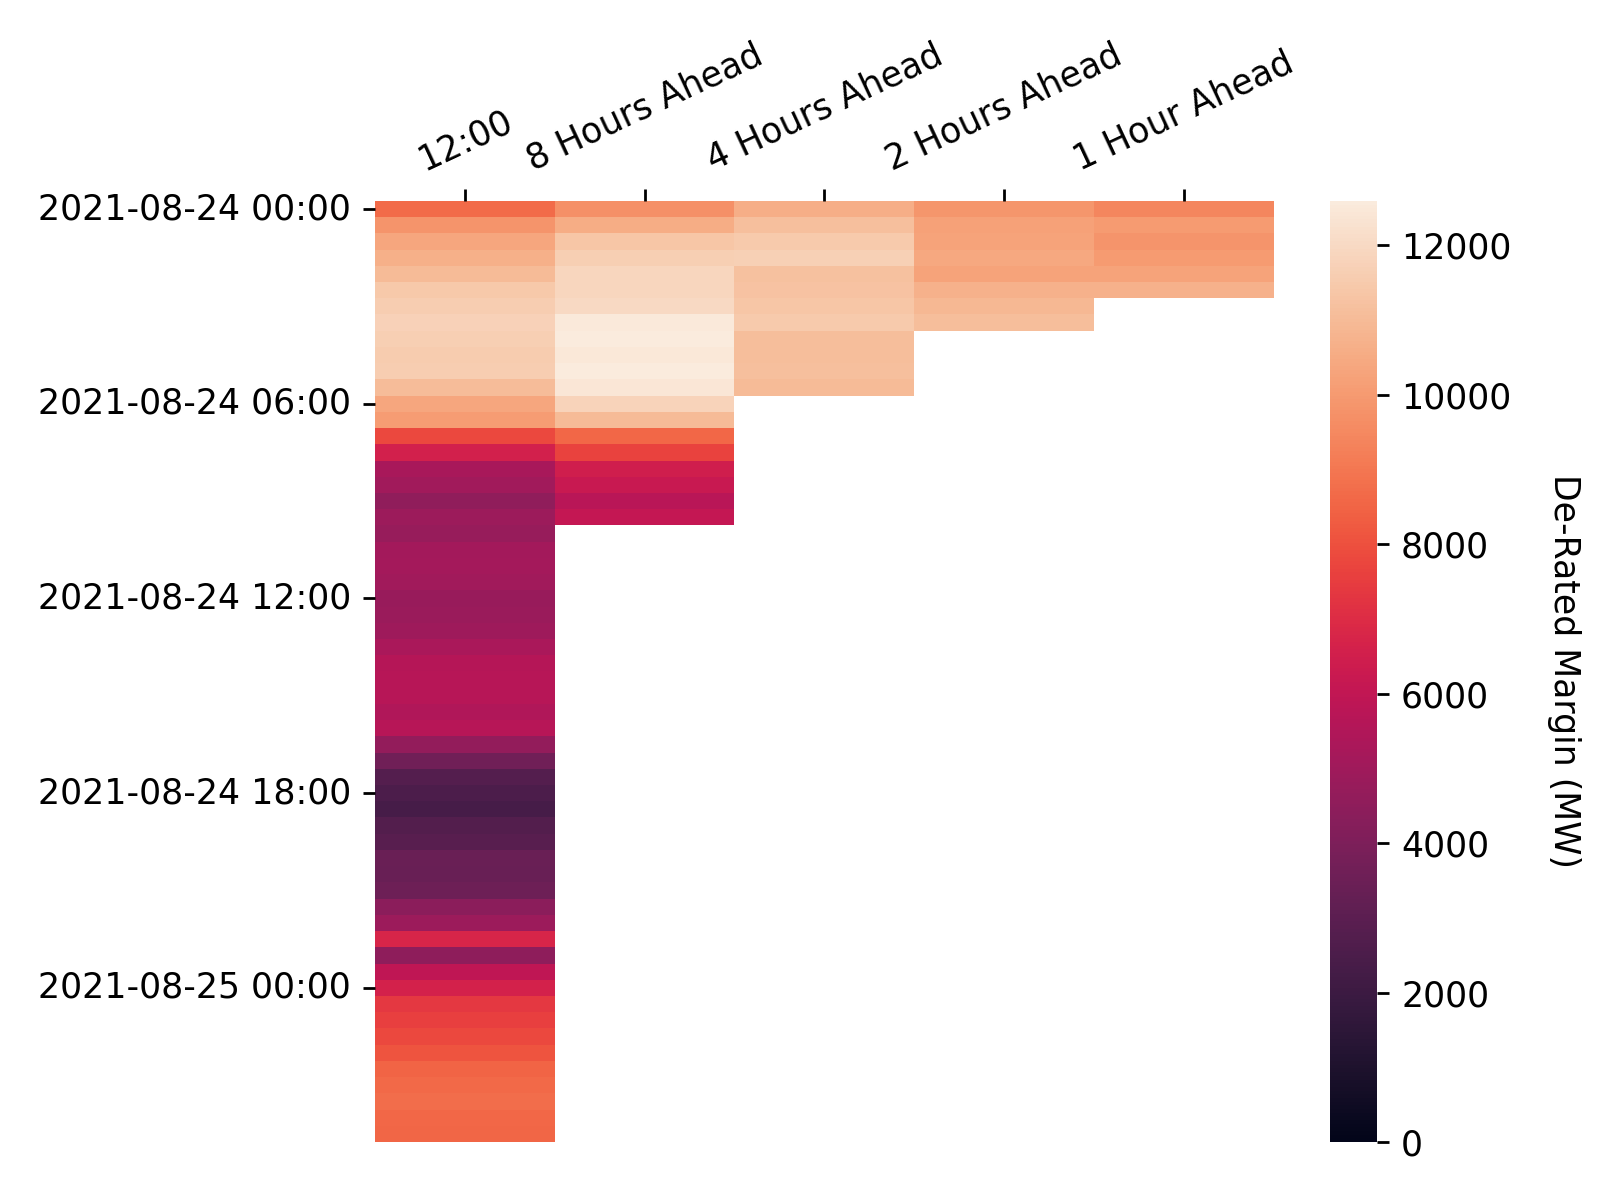 12:00
8 Hours Ahead
4 Hours Ahead
2 Hours Ahead
1 Hour Ahead
2021-08-24 00:00
2021-08-24 06:00
2021-08-24 12:00
2021-08-24 18:00
2021-08-25 00:00
12000
10000
8000
6000
4000
2000
0
De-Rated Margin (MW)